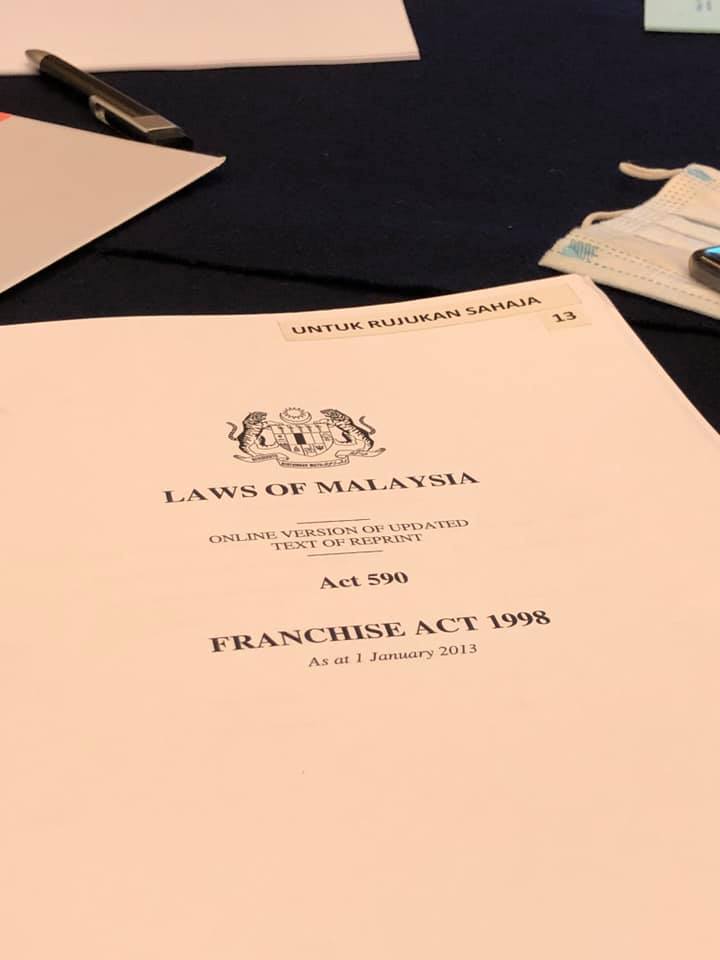 UNTUK RUJUKAN SAHAJA
13
LAWS OF MALAYSIA
ONLINE VERSION OF UPDATED
TEXT OF REPRINT
Act 590
FRANCHISE ACT 1998
As at 1 January 2013